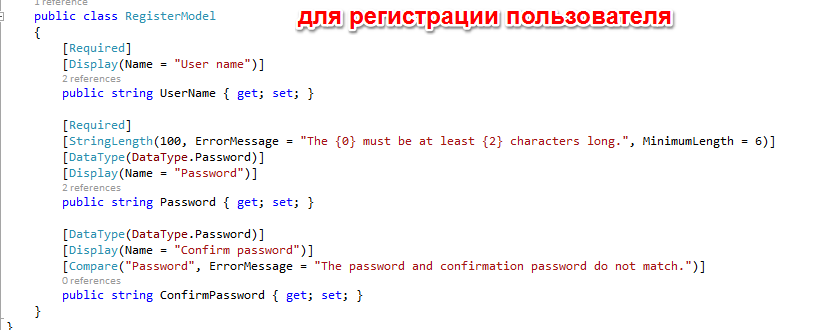 1 reference
public class RegisterModel
для регистрации пользователя
{
[Required]
[Display(Name = "User name")]
2 references
public string UserName { get; set; }
[Required]
[StringLength(100, ErrorMessage = "The {0} must be at least {2} characters long.", MinimumLength = 6)]
[DataType(DataType.Password)]
[Display(Name = "Password")]
2 references
public string Password { get; set; }
[DataType(DataType.Password)]
[Display(Name = "Confirm password")]
[Compare("Password", ErrorMessage = "The password and confirmation password do not match.")]
0 references
public string ConfirmPassword { get; set; }
}
}